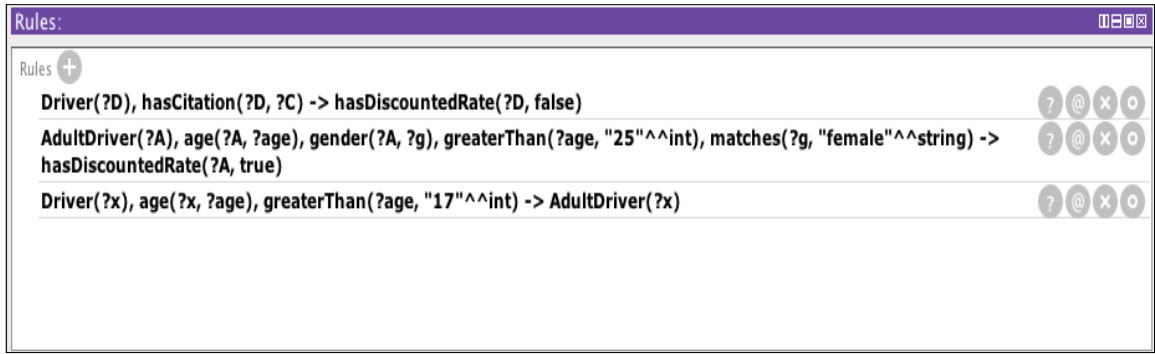 Rules:
Rules +
Driver(?D), hasCitation(?D, ?C) -> hasDiscountedRate(?D, false)
? @ X O
AdultDriver(?A), age(?A, ?age), gender(?A, ?g), greaterThan(?age, "25"^^int), matches(?g, "female"^^string) ->
? @ X O
hasDiscountedRate(?A, true)
Driver(?x), age(?x, ?age), greaterThan(?age, "17"^^int) -> AdultDriver(?x)
? @ X O